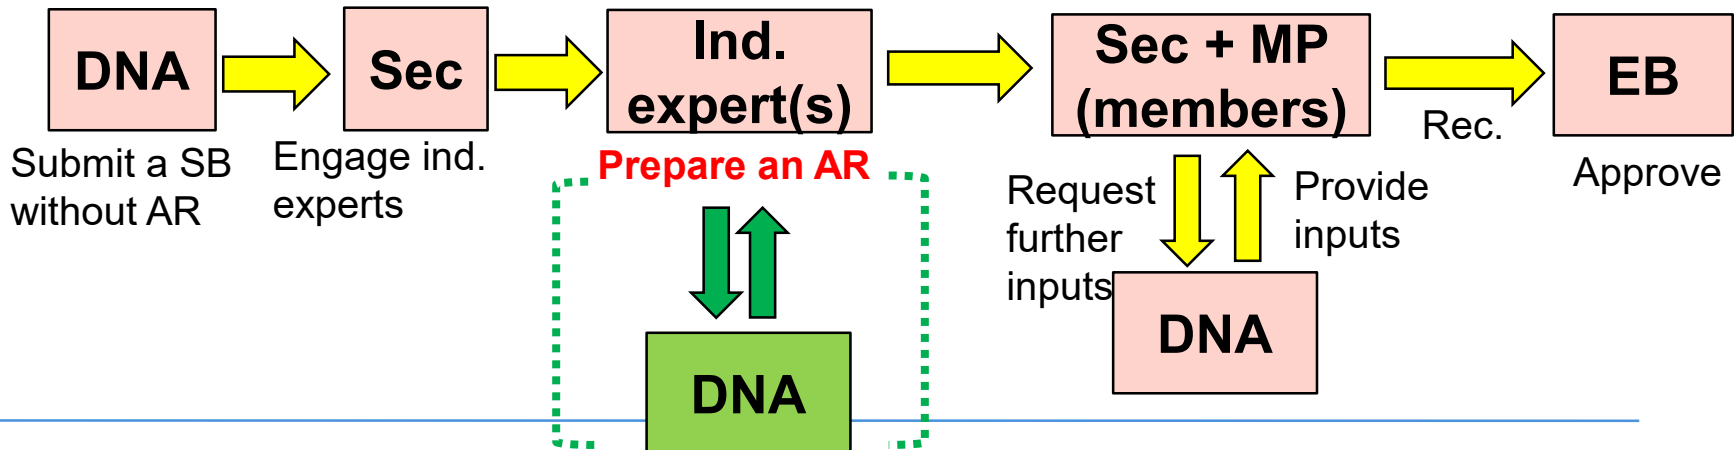 DNA
Submit a SB
without AR
Sec
Engage ind.
experts
Ind.
expert(s)
Prepare an AR
DNA
Sec + MP
(members)
Request
further
inputs
Provide
inputs
DNA
Rec.
EB
Approve